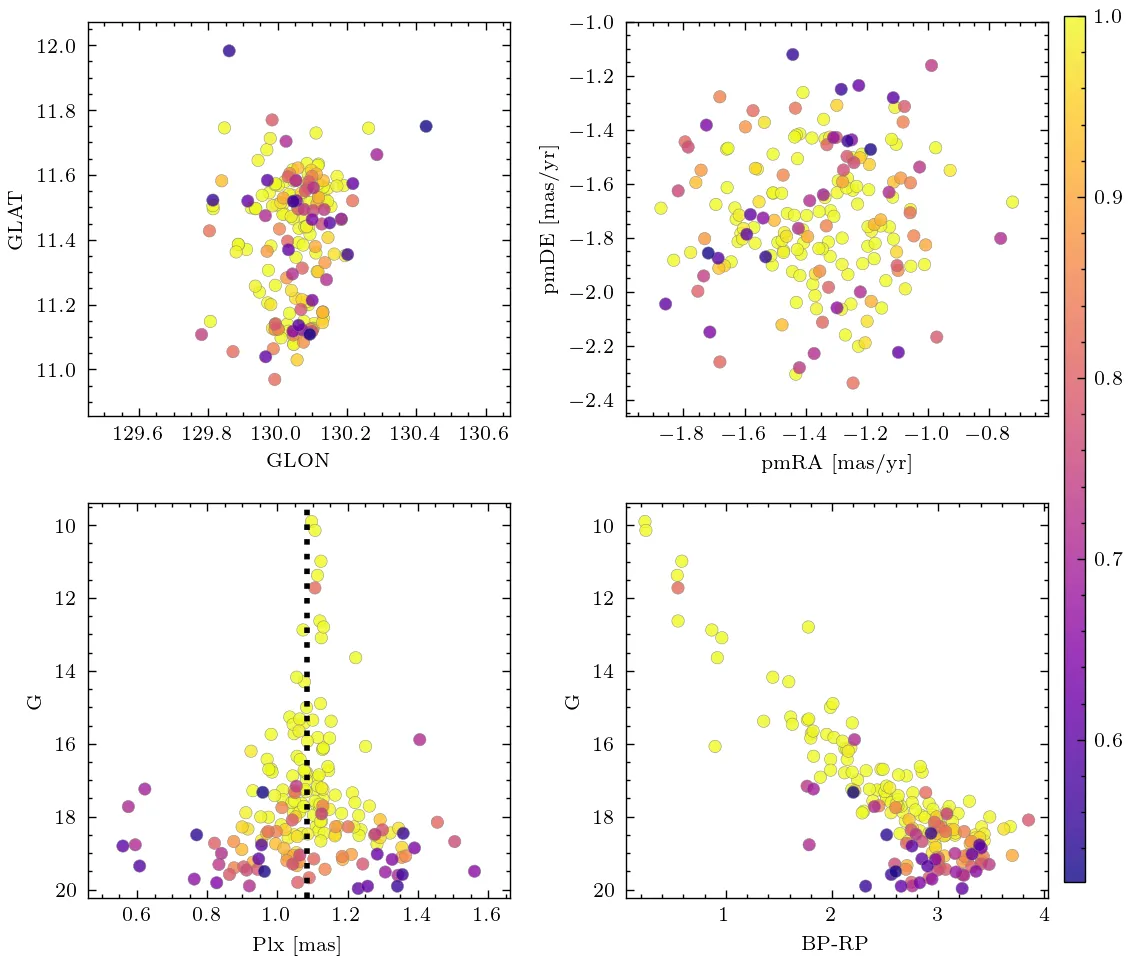 12.0
11.8
11.6
11.4
11.2
11.0
GLAT
129.6 129.8 130.0 130.2 130.4 130.6
GLON
−1.0
−1.2
−1.4
−1.6
−1.8
−2.0
−2.2
−2.4
pmDE [mas/yr]
−1.8 −1.6 −1.4 −1.2 −1.0 −0.8
pmRA [mas/yr]
1.0
0.9
0.8
0.7
0.6
10
12
14
16
18
20
G
0.6 0.8 1.0 1.2 1.4 1.6
Plx [mas]
10
12
14
16
18
20
G
1 2 3 4
BP-RP